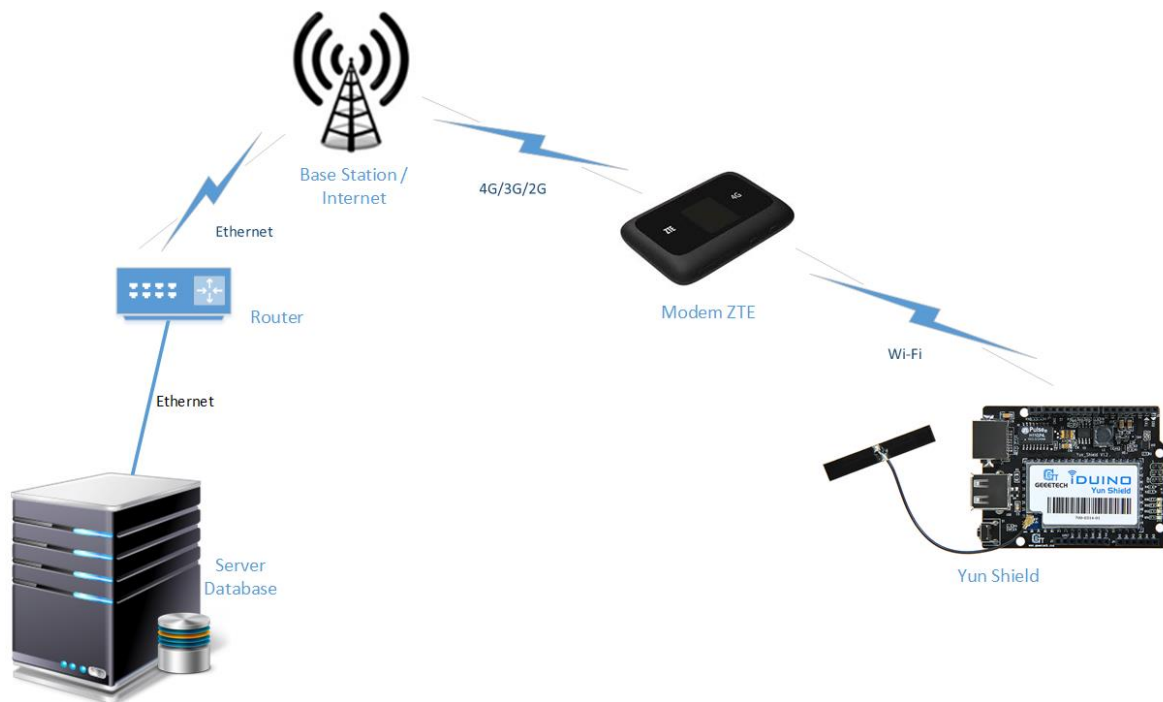 Base Station /
Internet
4G/3G/2G
Ethernet
4G
ZTE
Router
Modem ZTE
Wi-Fi
Ethernet
GEEETECH
iDUINO
Yun Shield
Server
Database
Yun Shield